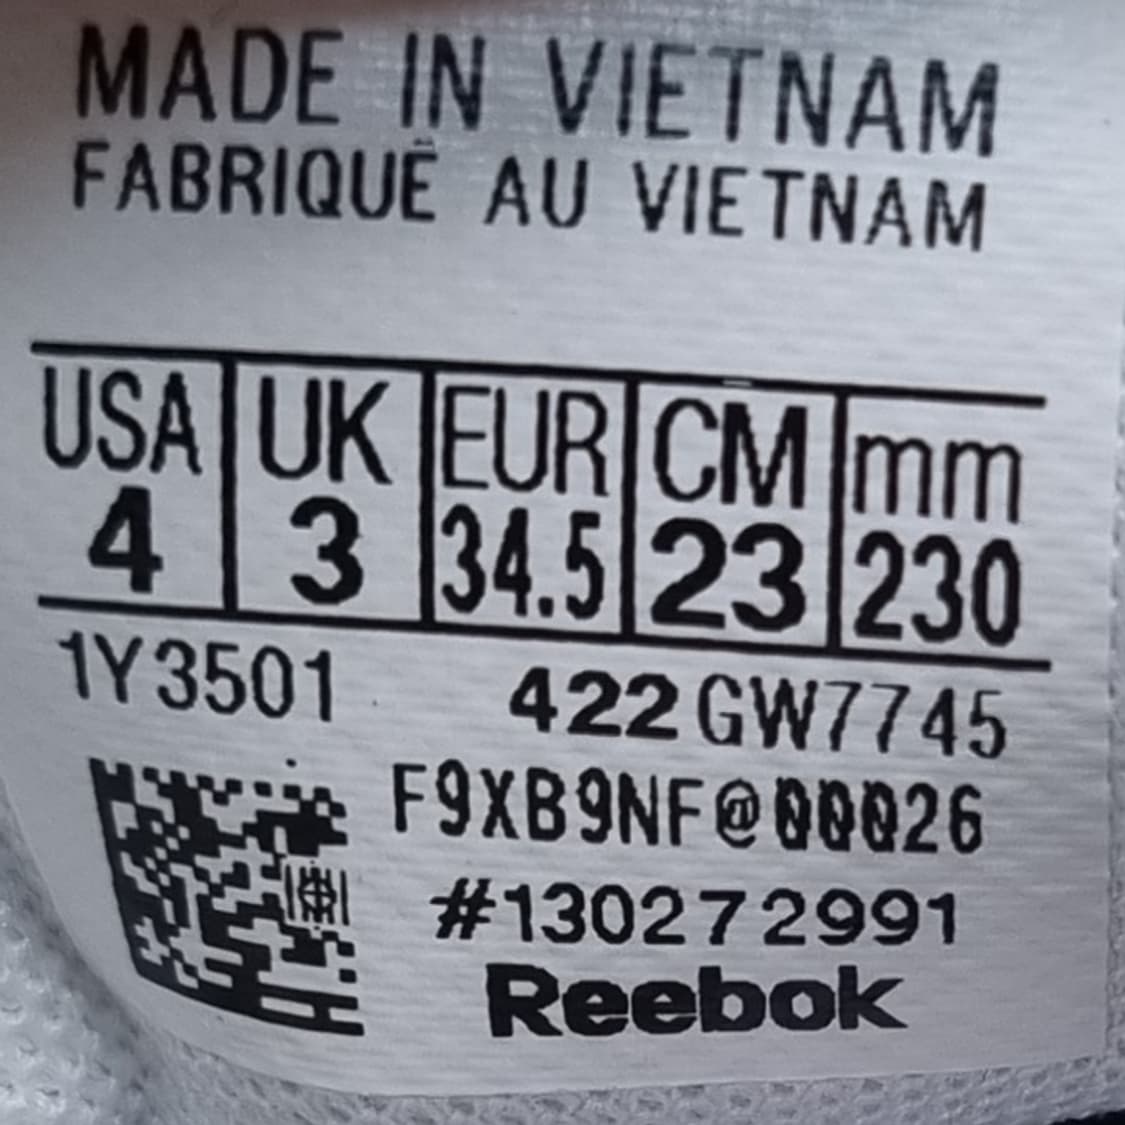 MADE IN VIETNAM
FABRIQUÉ AU VIETNAM
USA UK EUR CM mm
4 3 34.5 23 230
1Y3501 422 GW7745
F9XB9NF@00026
#130272991
Reebok